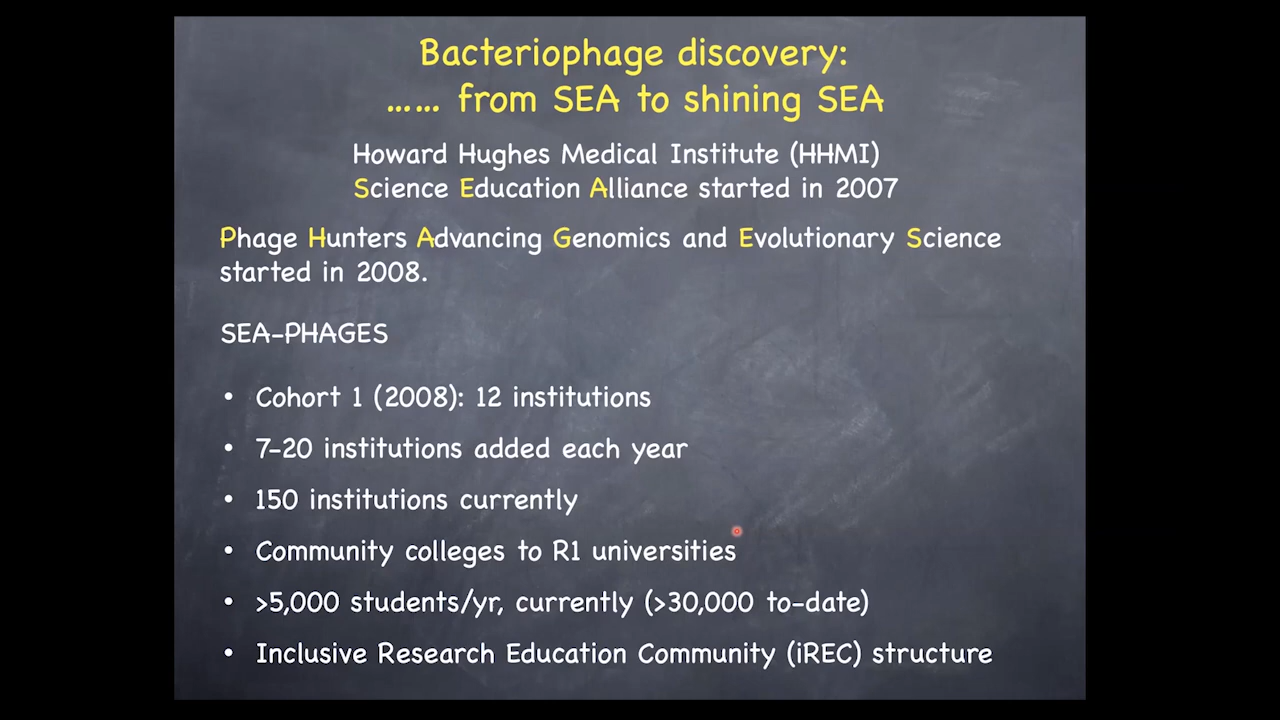 Bacteriophage discovery:
...... from SEA to shining SEA
Howard Hughes Medical Institute (HHMI)
Science Education Alliance started in 2007
Phage Hunters Advancing Genomics and Evolutionary Science
started in 2008.
SEA-PHAGES
• Cohort 1 (2008): 12 institutions
• 7-20 institutions added each year
• 150 institutions currently
• Community colleges to R1 universities
• >5,000 students/yr, currently (>30,000 to-date)
• Inclusive Research Education Community (iREC) structure